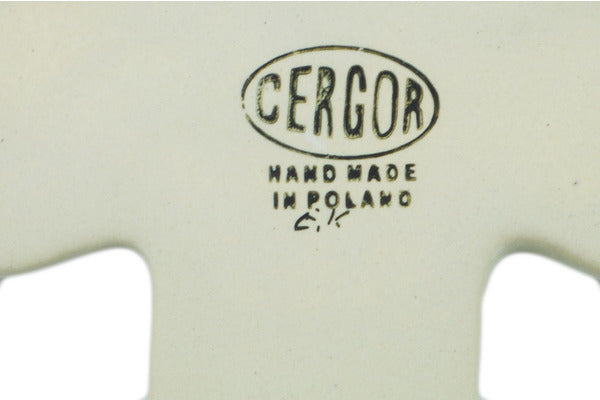 CERGOR
HAND MADE
IN POLAND
E.K